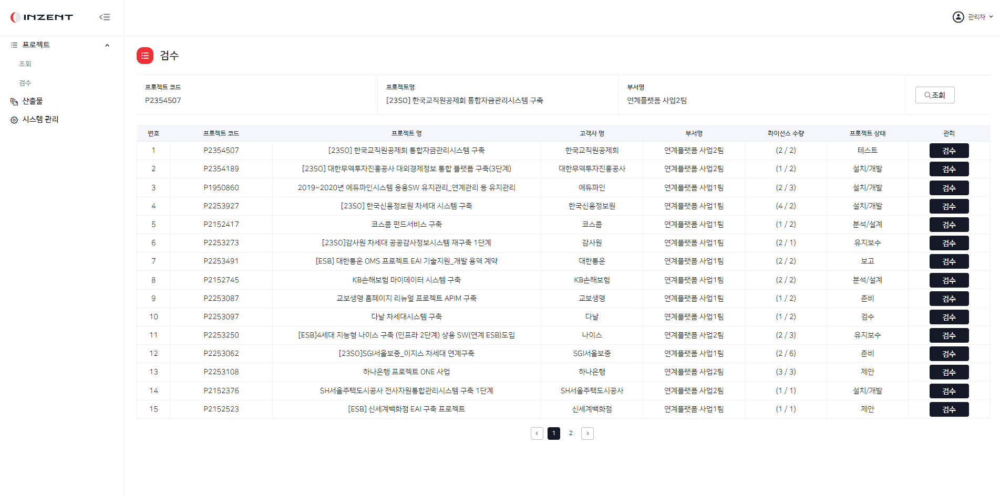 INZENT
관리자
프로젝트
조회
검수
산출물
시스템 관리
검수
프로젝트 코드 프로젝트명 부서명
P2354507 [23SO] 한국교직원공제회 통합자금관리시스템 구축 연계플랫폼 사업2팀 조회
번호 프로젝트 코드 프로젝트 명 고객사 명 부서명 라이선스 수량 프로젝트 상태 관리
1 P2354507 [23SO] 한국교직원공제회 통합자금관리시스템 구축 한국교직원공제회 연계플랫폼 사업2팀 (2 / 2) 테스트 검수
2 P2354189 [23SO] 대한무역투자진흥공사 대외경제정보 통합 플랫폼 구축(3단계) 대한무역투자진흥공사 연계플랫폼 사업2팀 (1 / 2) 설치/개발 검수
3 P1950860 2019~2020년 에듀파인시스템 응용SW 유지관리_연계관리 등 유지관리 에듀파인 연계플랫폼 사업1팀 (2 / 3) 설치/개발 검수
4 P2253927 [23SO] 한국신용정보원 차세대 시스템 구축 한국신용정보원 연계플랫폼 사업1팀 (4 / 2) 설치/개발 검수
5 P2152417 코스콤 펀드서비스 구축 코스콤 연계플랫폼 사업1팀 (1 / 2) 분석/설계 검수
6 P2253273 [23SO]감사원 차세대 공공감사정보시스템 재구축 1단계 감사원 연계플랫폼 사업1팀 (2 / 1) 유지보수 검수
7 P2253491 [ESB] 대한통운 OMS 프로젝트 EAI 기술지원_개발 용역 계약 대한통운 연계플랫폼 사업1팀 (2 / 2) 보고 검수
8 P2152745 KB손해보험 마이데이터 시스템 구축 KB손해보험 연계플랫폼 사업1팀 (2 / 2) 분석/설계 검수
9 P2253087 교보생명 홈페이지 리뉴얼 프로젝트 APIM 구축 교보생명 연계플랫폼 사업1팀 (1 / 2) 준비 검수
10 P2253097 다날 차세대시스템 구축 다날 연계플랫폼 사업1팀 (1 / 2) 검수 검수
11 P2253250 [ESB]4세대 지능형 나이스 구축 (인프라 2단계) 상용 SW(연계 ESB)도입 나이스 연계플랫폼 사업2팀 (2 / 3) 유지보수 검수
12 P2253062 [23SO]SGI서울보증_이지스 차세대 연계구축 SGI서울보증 연계플랫폼 사업1팀 (2 / 6) 준비 검수
13 P2253108 하나은행 프로젝트 ONE 사업 하나은행 연계플랫폼 사업2팀 (3 / 3) 제안 검수
14 P2152376 SH서울주택도시공사 전사자원통합관리시스템 구축 1단계 SH서울주택도시공사 연계플랫폼 사업2팀 (1 / 1) 설치/개발 검수
15 P2152523 [ESB] 신세계백화점 EAI 구축 프로젝트 신세계백화점 연계플랫폼 사업1팀 (1 / 1) 제안 검수
1 2